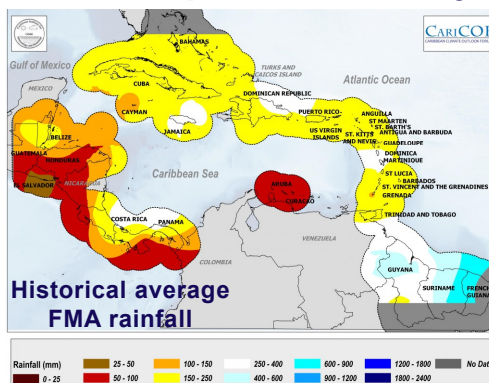 CARICOF
CARIBBEAN CLIMATE OUTLOOK FORUM
BAHAMAS
Gulf of Mexico
TURKS AND
CAICOS ISLAND
Atlantic Ocean
MEXICO
CUBA
DOMINICAN REPUBLIC
CAYMAN
PUERTO RICO
ANGUILLA
ST MAARTEN
ST. BARTH'S
JAMAICA
US VIRGIN
ISLANDS
ST. KITTS
AND NEVIS
ANTIGUA AND BARBUDA
GUADELOUPE
BELIZE
DOMINICA
MARTINIQUE
GUATEMALA
HONDURAS
Caribbean Sea
ST LUCIA
BARBADOS
ST. VINCENT AND THE GRENADINES
EL SALVADOR
NICARAGUA
ARUBA
CURACAO
GRENADA
TRINIDAD AND TOBAGO
COSTA RICA
PANAMA
VENEZUELA
GUYANA
COLOMBIA
SURINAME
FRENCH
GUIANA
Historical average
FMA rainfall
Rainfall (mm) 25 - 50 100 - 150 250 - 400 600 - 900 1200 - 1800 No Dat
0 - 25 50 - 100 150 - 250 400 - 600 900 - 1200 1800 - 2400